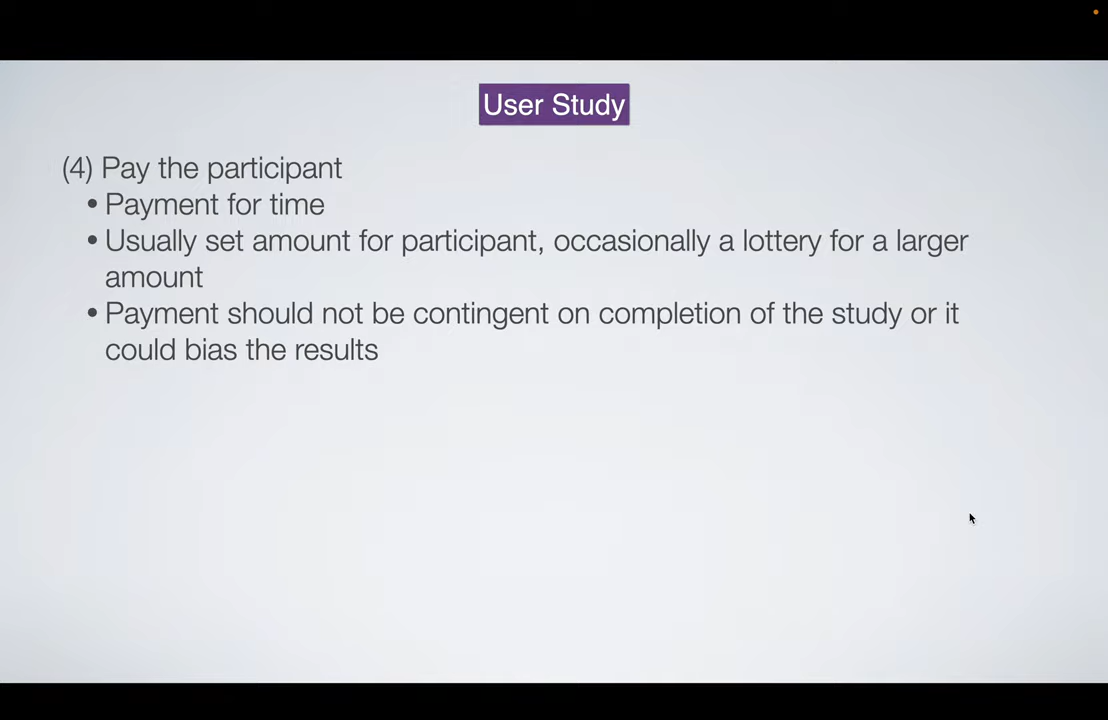 User Study
(4) Pay the participant
• Payment for time
• Usually set amount for participant, occasionally a lottery for a larger
amount
• Payment should not be contingent on completion of the study or it
could bias the results